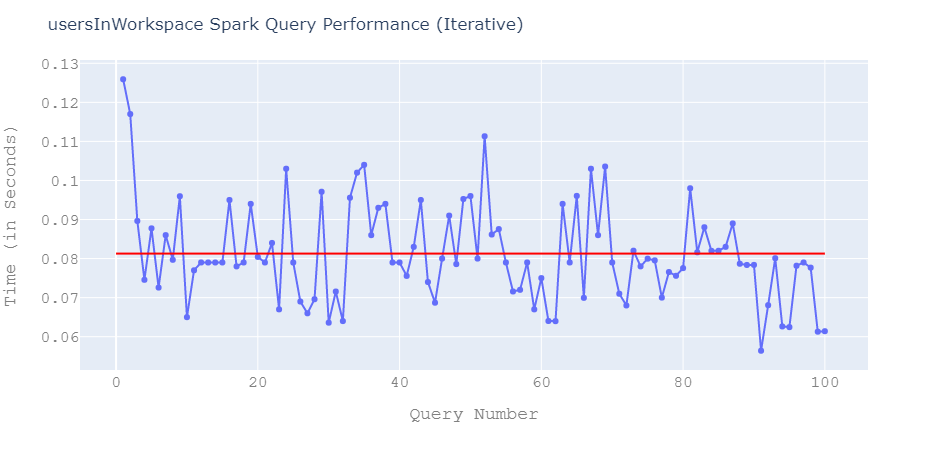 usersInWorkspace Spark Query Performance (Iterative)
0.13
0.12
0.11
0.1
0.09
0.08
0.07
0.06
Time (in Seconds)
0 20 40 60 80 100
Query Number